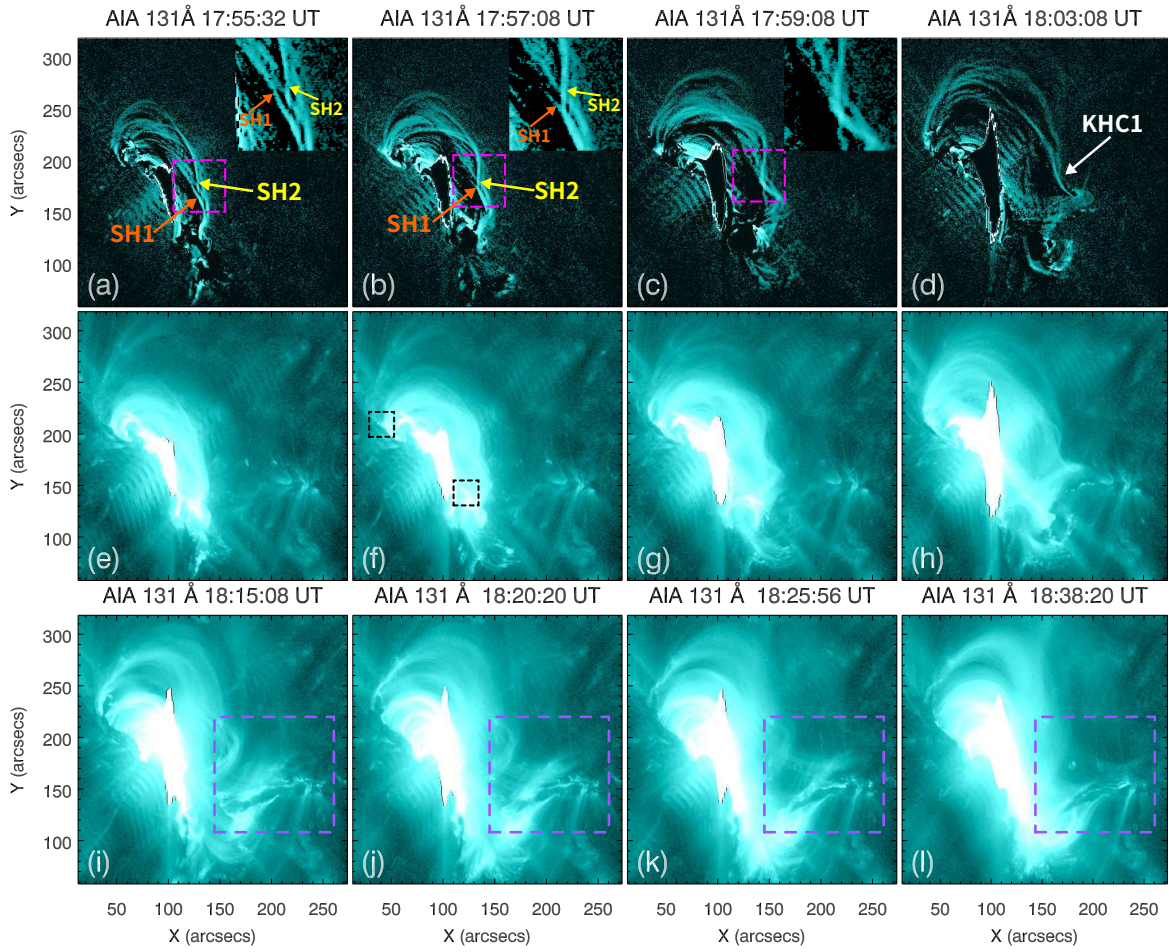 AIA 131Å 17:55:32 UT
AIA 131Å 17:57:08 UT
AIA 131Å 17:59:08 UT
AIA 131Å 18:03:08 UT
Y (arcsecs)
300
250
200
150
100
SH1
SH2
SH2
SH1
(a)
SH1
SH2
SH2
SH1
(b)
(c)
KHC1
(d)
Y (arcsecs)
300
250
200
150
100
(e)
(f)
(g)
(h)
AIA 131 Å 18:15:08 UT
AIA 131 Å 18:20:20 UT
AIA 131 Å 18:25:56 UT
AIA 131 Å 18:38:20 UT
Y (arcsecs)
300
250
200
150
100
(i)
(j)
(k)
(l)
50 100 150 200 250
50 100 150 200 250
50 100 150 200 250
50 100 150 200 250
X (arcsecs)
X (arcsecs)
X (arcsecs)
X (arcsecs)